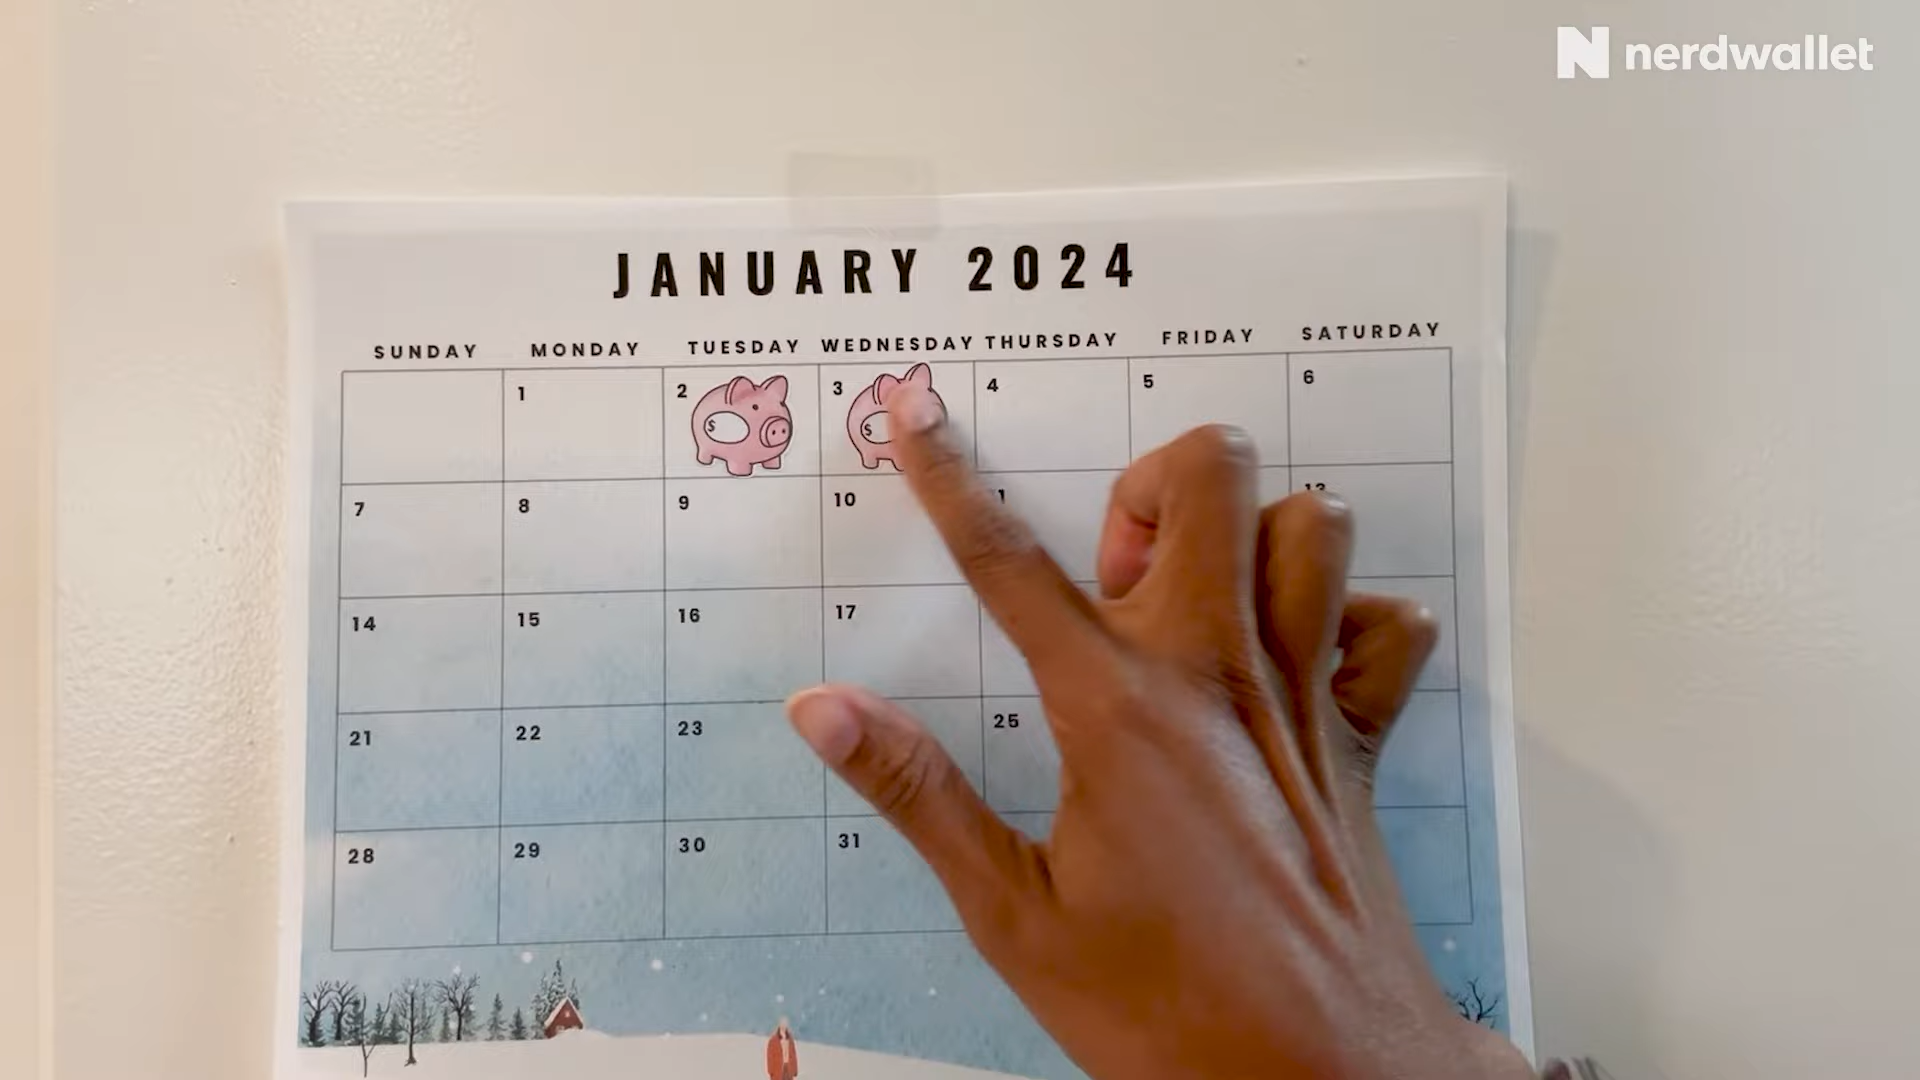 nerdwallet
JANUARY 2024
SUNDAY MONDAY TUESDAY WEDNESDAY THURSDAY FRIDAY SATURDAY
1 2 3 4 5 6
$ $
7 8 9 10
14 15 16 17
21 22 23 25
28 29 30 31